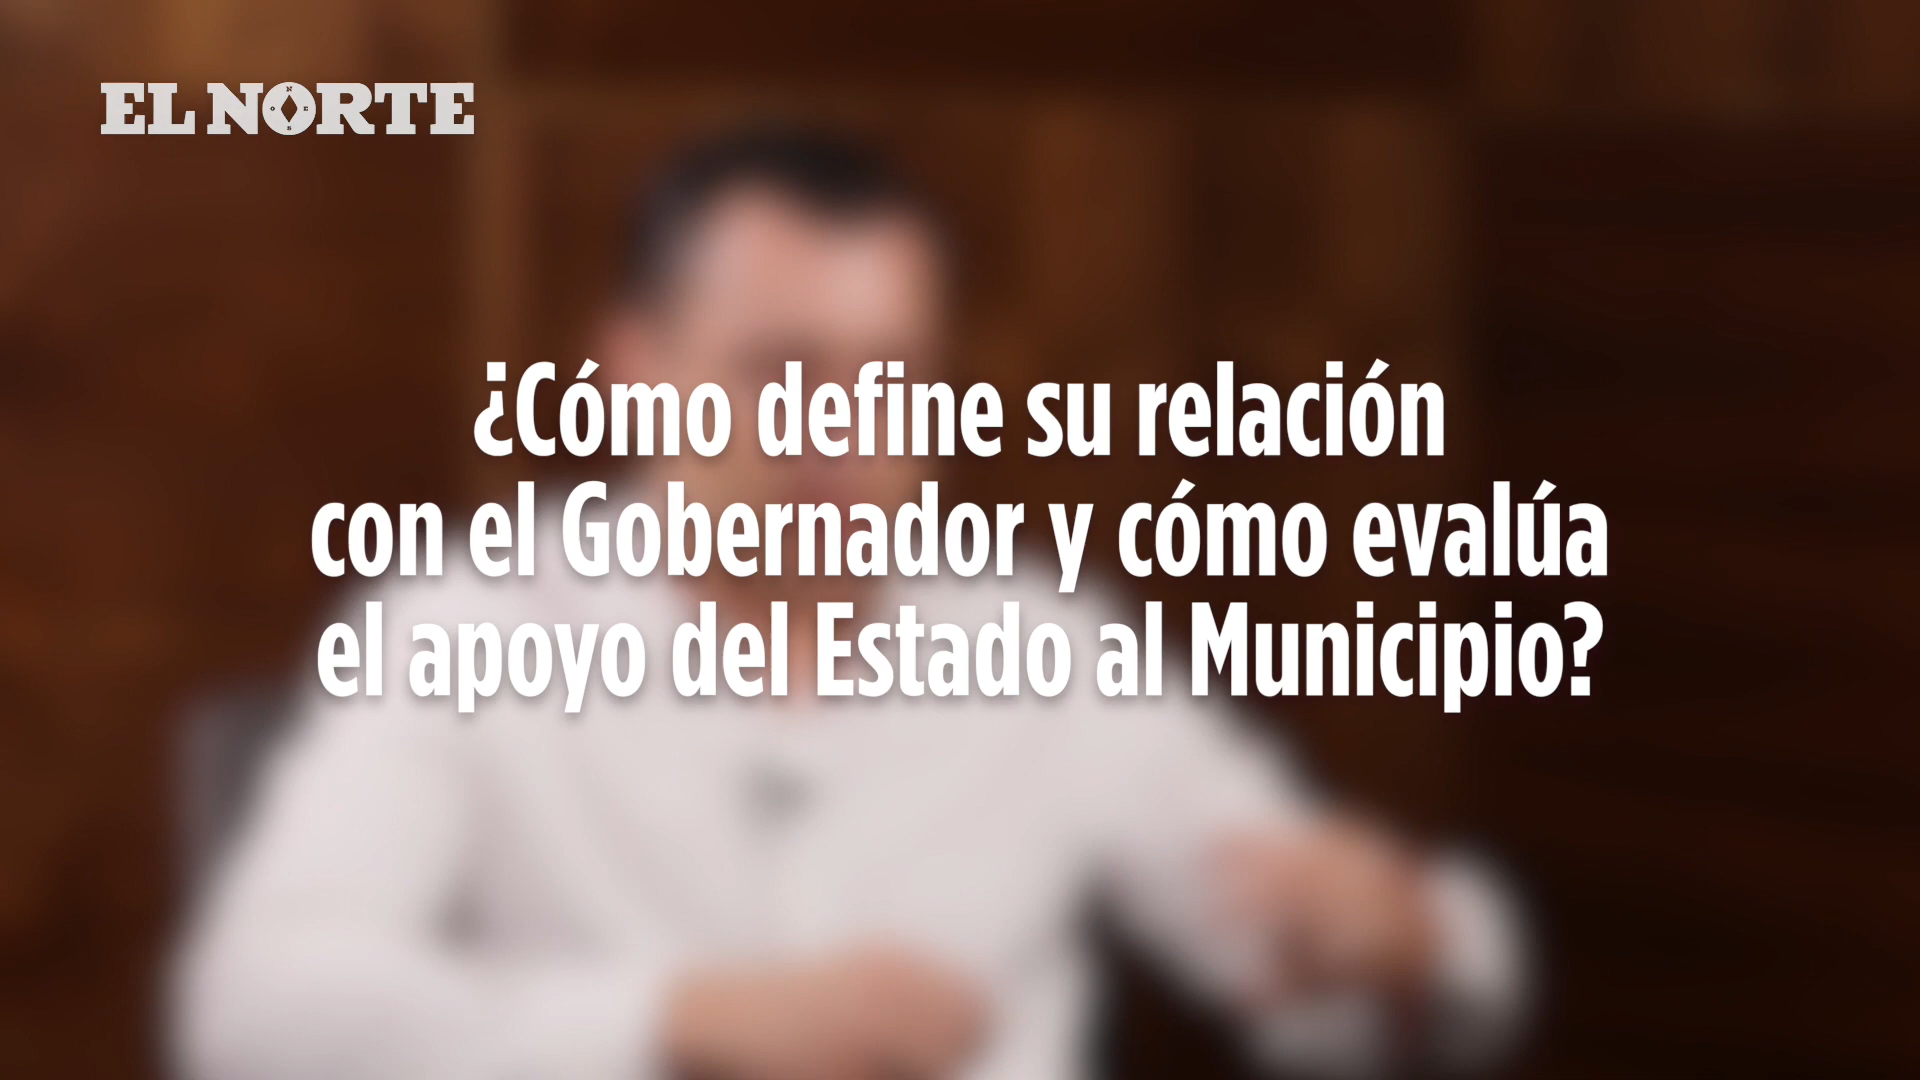 EL NORTE
¿Cómo define su relación
con el Gobernador y cómo evalúa
el apoyo del Estado al Municipio?